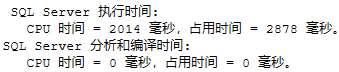 SQL Server 执行时间:
CPU 时间 = 2014 毫秒，占用时间 = 2878 毫秒。
SQL Server 分析和编译时间:
CPU 时间 = 0 毫秒，占用时间 = 0 毫秒。